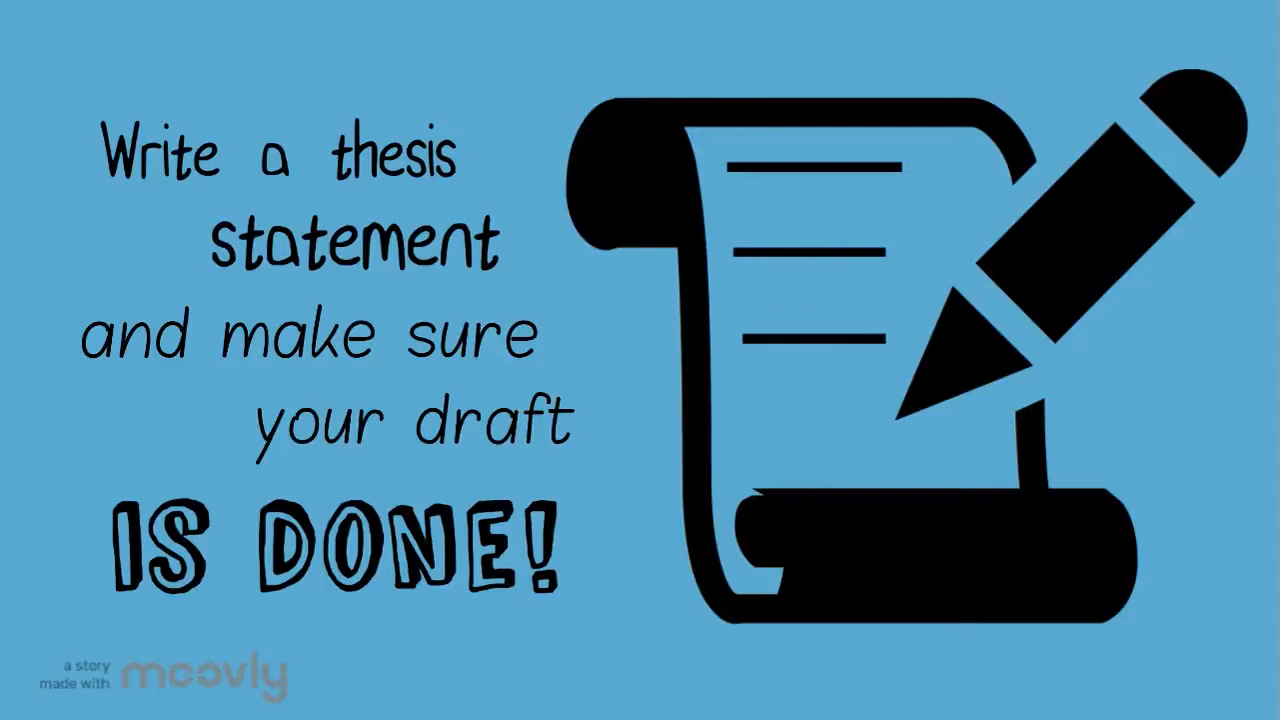 Write a thesis
statement
and make sure
your draft
IS DONE!
a story
made with moovly